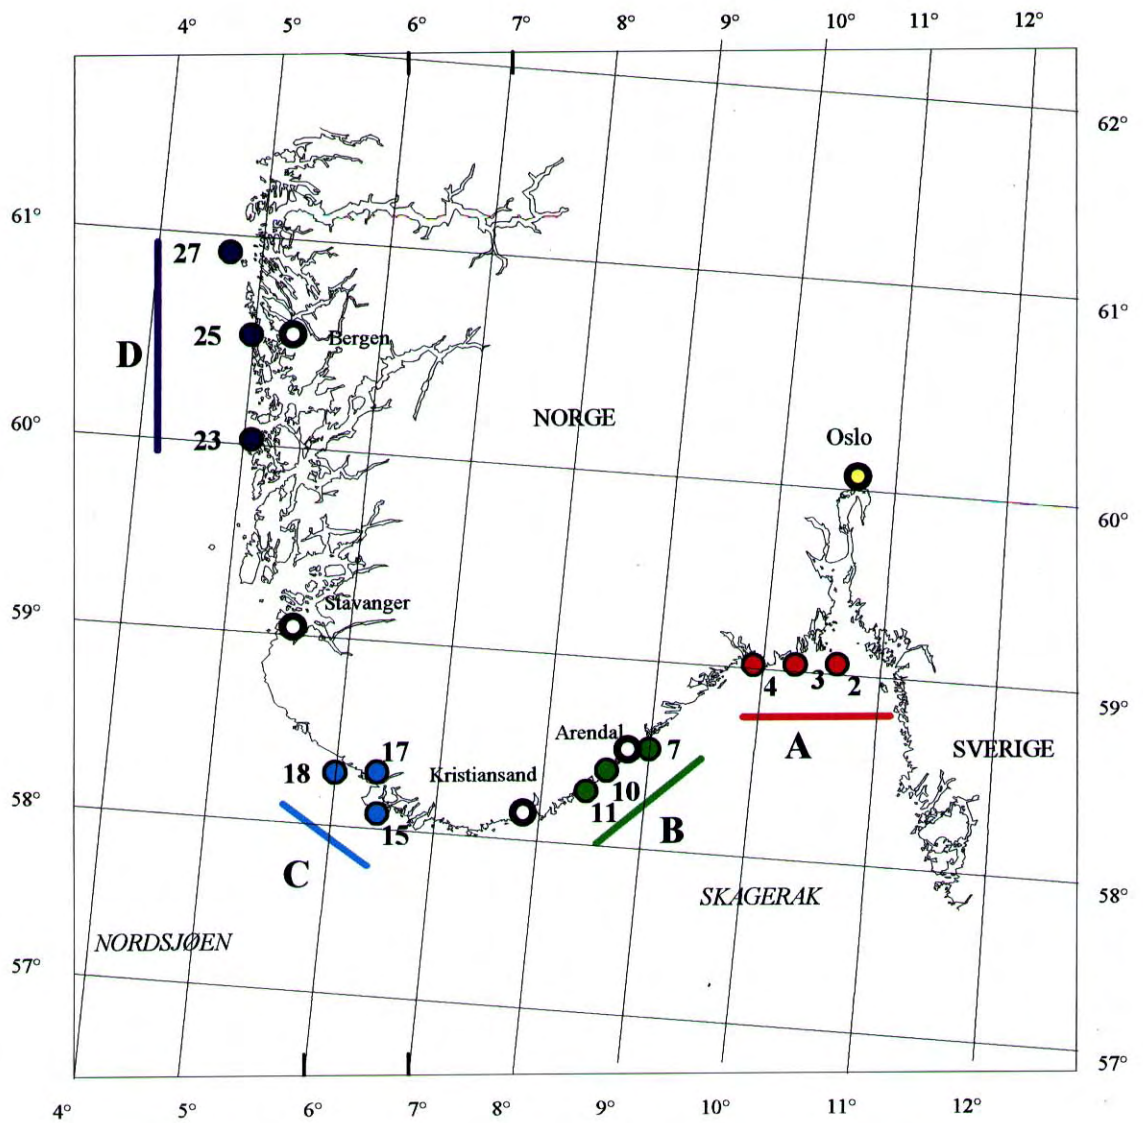 4° 5° 6° 7° 8° 9° 10° 11° 12°
62°
61°
27
61°
25
Bergen
D
60°
NORGE
23
Oslo
60°
59°
Stavanger
4 3 2
59°
Arendal
7
A
SVERIGE
17
18
Kristiansand
10
58°
11
B
15
C
58°
SKAGERAK
NORDSJØEN
57°
57°
4° 5° 6° 7° 8° 9° 10° 11° 12°